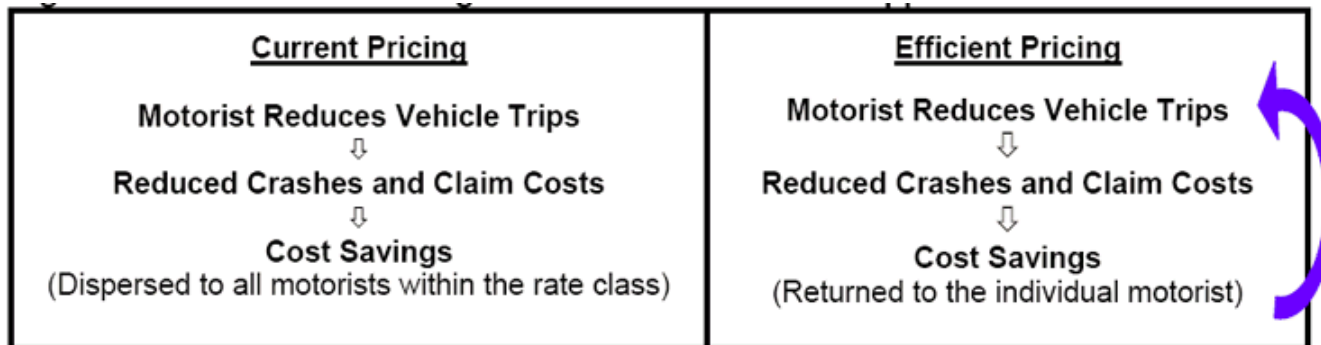 Current Pricing
Motorist Reduces Vehicle Trips
⇩
Reduced Crashes and Claim Costs
⇩
Cost Savings
(Dispersed to all motorists within the rate class)
Efficient Pricing
Motorist Reduces Vehicle Trips
⇩
Reduced Crashes and Claim Costs
⇩
Cost Savings
(Returned to the individual motorist)